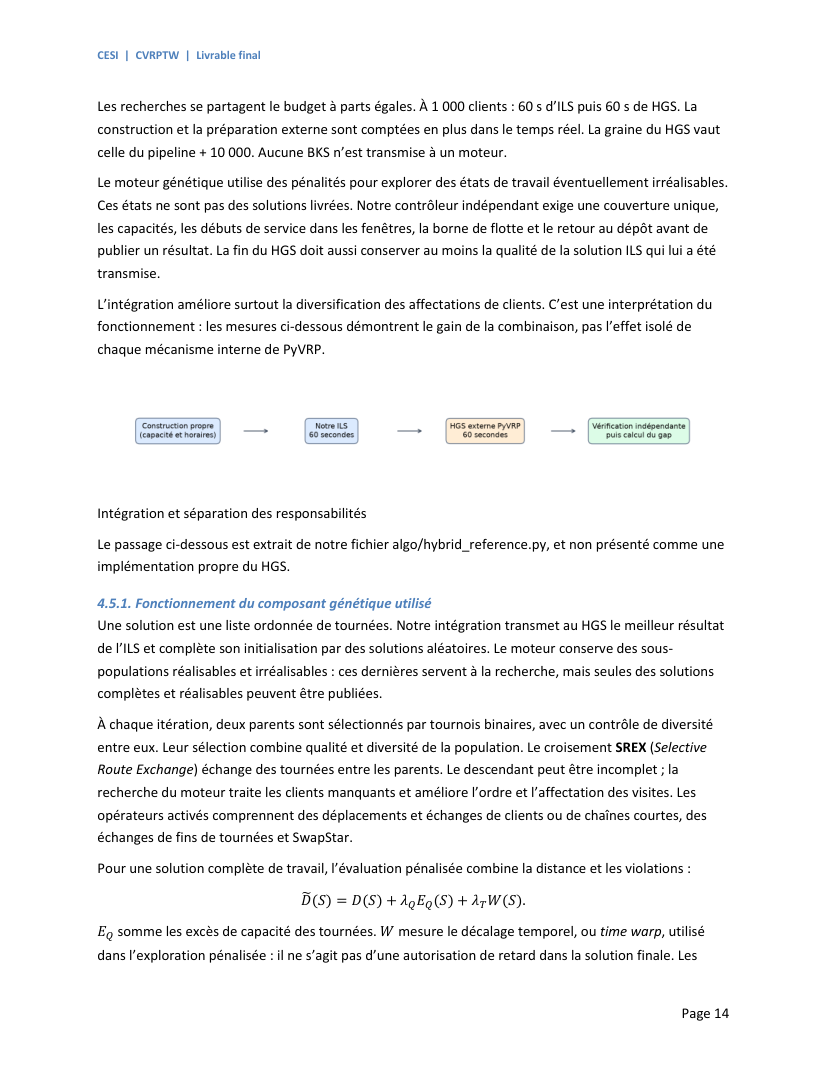 CESI | CVRPTW | Livrable final
Les recherches se partagent le budget à parts égales. À 1 000 clients : 60 s d’ILS puis 60 s de HGS. La
construction et la préparation externe sont comptées en plus dans le temps réel. La graine du HGS vaut
celle du pipeline + 10 000. Aucune BKS n’est transmise à un moteur.
Le moteur génétique utilise des pénalités pour explorer des états de travail éventuellement irréalisables.
Ces états ne sont pas des solutions livrées. Notre contrôleur indépendant exige une couverture unique,
les capacités, les débuts de service dans les fenêtres, la borne de flotte et le retour au dépôt avant de
publier un résultat. La fin du HGS doit aussi conserver au moins la qualité de la solution ILS qui lui a été
transmise.
L’intégration améliore surtout la diversification des affectations de clients. C’est une interprétation du
fonctionnement : les mesures ci-dessous démontrent le gain de la combinaison, pas l’effet isolé de
chaque mécanisme interne de PyVRP.
Construction propre
(capacité et horaires)
Notre ILS
60 secondes
HGS externe PyVRP
60 secondes
Vérification indépendante
puis calcul du gap
Intégration et séparation des responsabilités
Le passage ci-dessous est extrait de notre fichier algo/hybrid_reference.py, et non présenté comme une
implémentation propre du HGS.
4.5.1. Fonctionnement du composant génétique utilisé
Une solution est une liste ordonnée de tournées. Notre intégration transmet au HGS le meilleur résultat
de l’ILS et complète son initialisation par des solutions aléatoires. Le moteur conserve des sous-
populations réalisables et irréalisables : ces dernières servent à la recherche, mais seules des solutions
complètes et réalisables peuvent être publiées.
À chaque itération, deux parents sont sélectionnés par tournois binaires, avec un contrôle de diversité
entre eux. Leur sélection combine qualité et diversité de la population. Le croisement SREX (Selective
Route Exchange) échange des tournées entre les parents. Le descendant peut être incomplet ; la
recherche du moteur traite les clients manquants et améliore l’ordre et l’affectation des visites. Les
opérateurs activés comprennent des déplacements et échanges de clients ou de chaînes courtes, des
échanges de fins de tournées et SwapStar.
Pour une solution complète de travail, l’évaluation pénalisée combine la distance et les violations :
D̃(S) = D(S) + λ_Q E_Q(S) + λ_T W(S).
E_Q somme les excès de capacité des tournées. W mesure le décalage temporel, ou time warp, utilisé
dans l’exploration pénalisée : il ne s’agit pas d’une autorisation de retard dans la solution finale. Les
Page 14